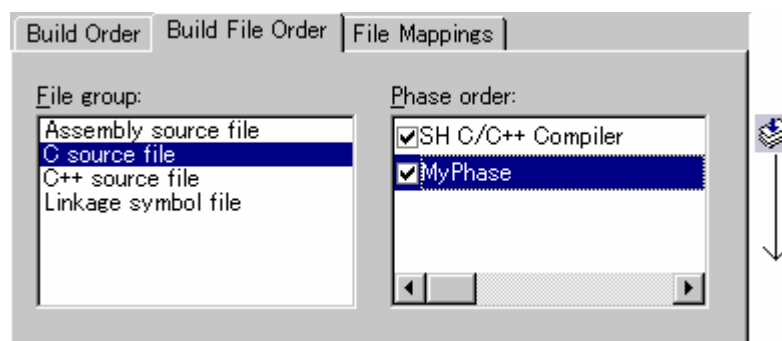 Build Order
Build File Order
File Mappings
File group:
Assembly source file
C source file
C++ source file
Linkage symbol file
Phase order:
SH C/C++ Compiler
MyPhase